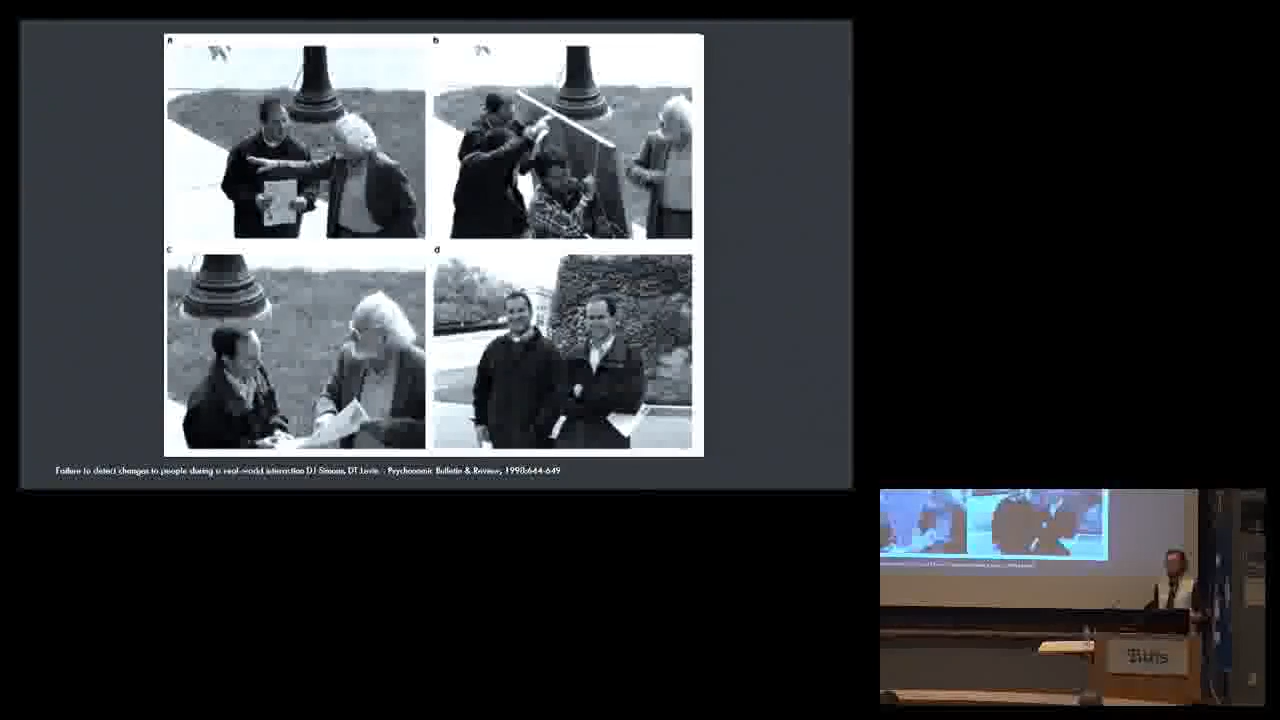 a
b
c
d
Failure to detect changes to people during a real-world interaction DJ Simons, DT Levin - Psychonomic Bulletin & Review, 1998:644-649
Tufts